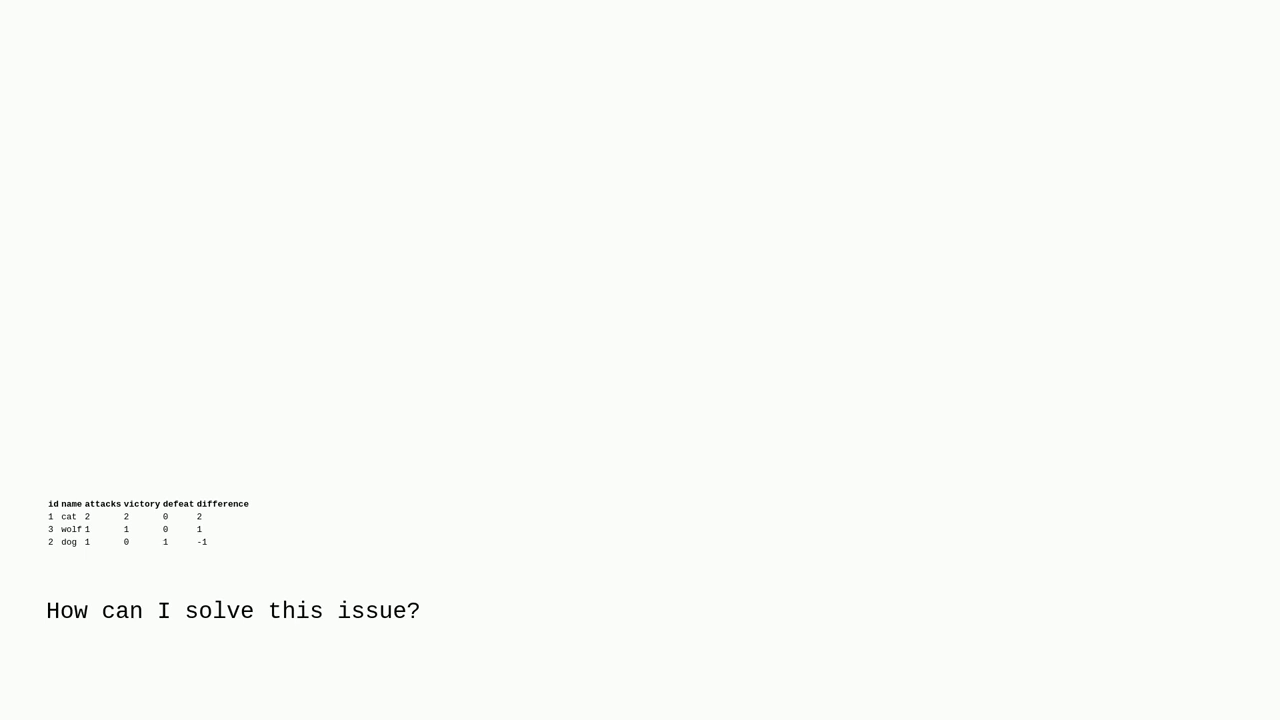 id name attacks victory defeat difference
1 cat 2 2 0 2
3 wolf 1 1 0 1
2 dog 1 0 1 -1
How can I solve this issue?